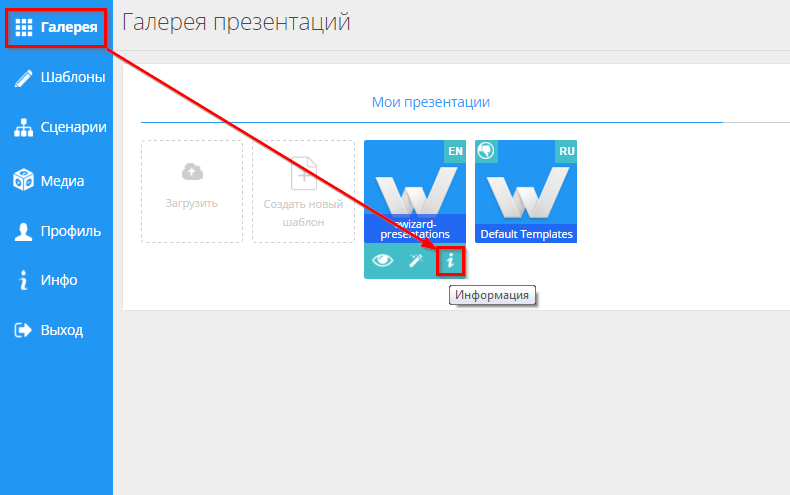 Галерея
Шаблоны
Сценарии
Медиа
Профиль
Инфо
Выход
Галерея презентаций
Мои презентации
Загрузить
Создать новый
шаблон
EN
presentations
RU
Default Templates
Информация